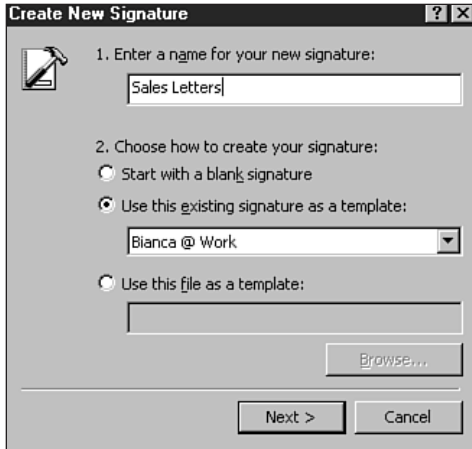 Create New Signature
1. Enter a name for your new signature:
Sales Letters
2. Choose how to create your signature:
Start with a blank signature
Use this existing signature as a template:
Bianca @ Work
Use this file as a template:
Browse...
Next > Cancel